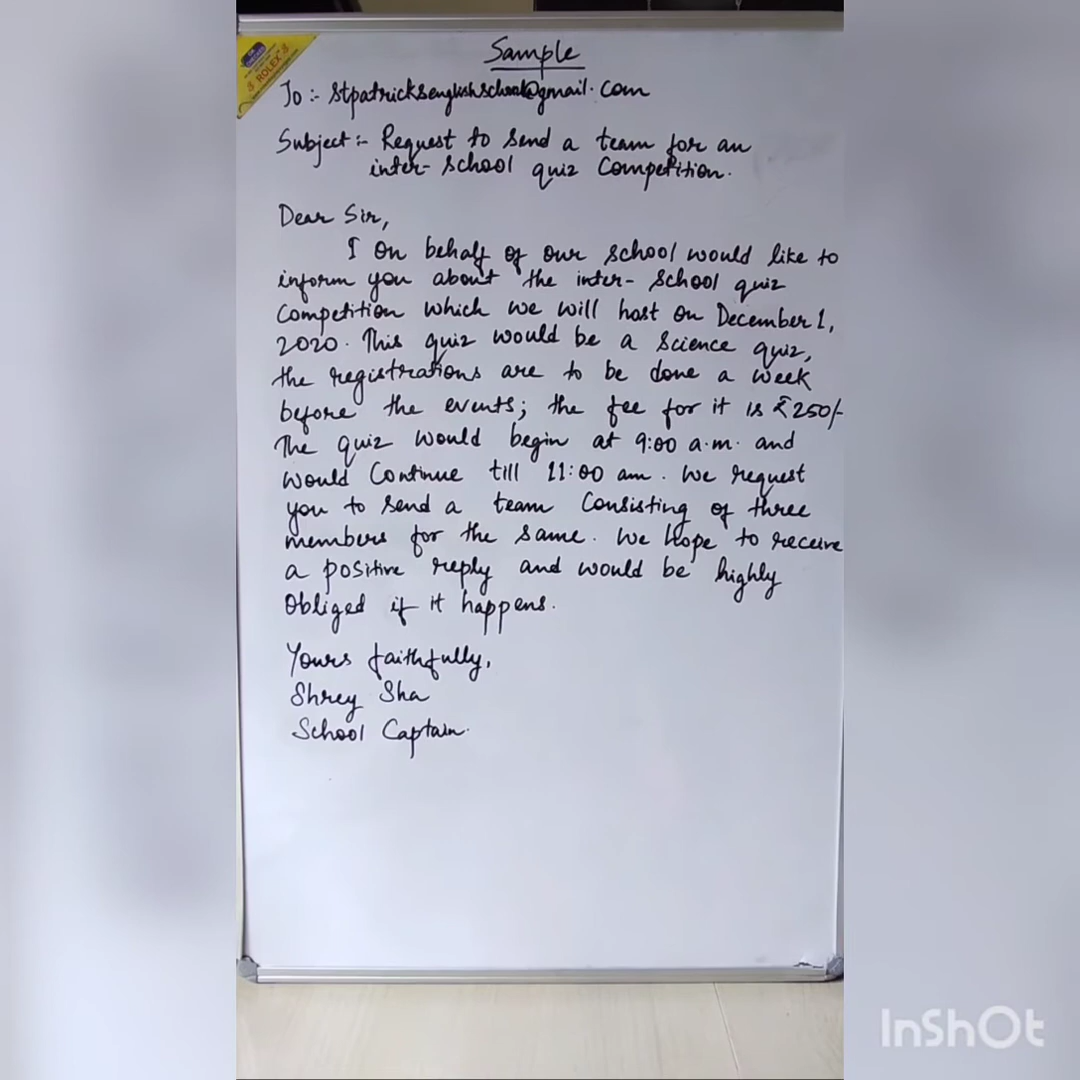 Sample
To :- stpatricksenglishschool@gmail.com
Subject :- Request to send a team for an
inter-school quiz Competition.
Dear Sir,
I on behalf of our school would like to
inform you about the inter-school quiz
Competition which we will host on December 1,
2020. This quiz would be a science quiz,
the registrations are to be done a week
before the events; the fee for it is ₹250/-
The quiz would begin at 9:00 a.m. and
would Continue till 11:00 am. We request
you to send a team Consisting of three
members for the same. We hope to receive
a positive reply and would be highly
Obliged if it happens.
Yours faithfully,
Shrey Sha
School Captain.
ROLEX
InShOt